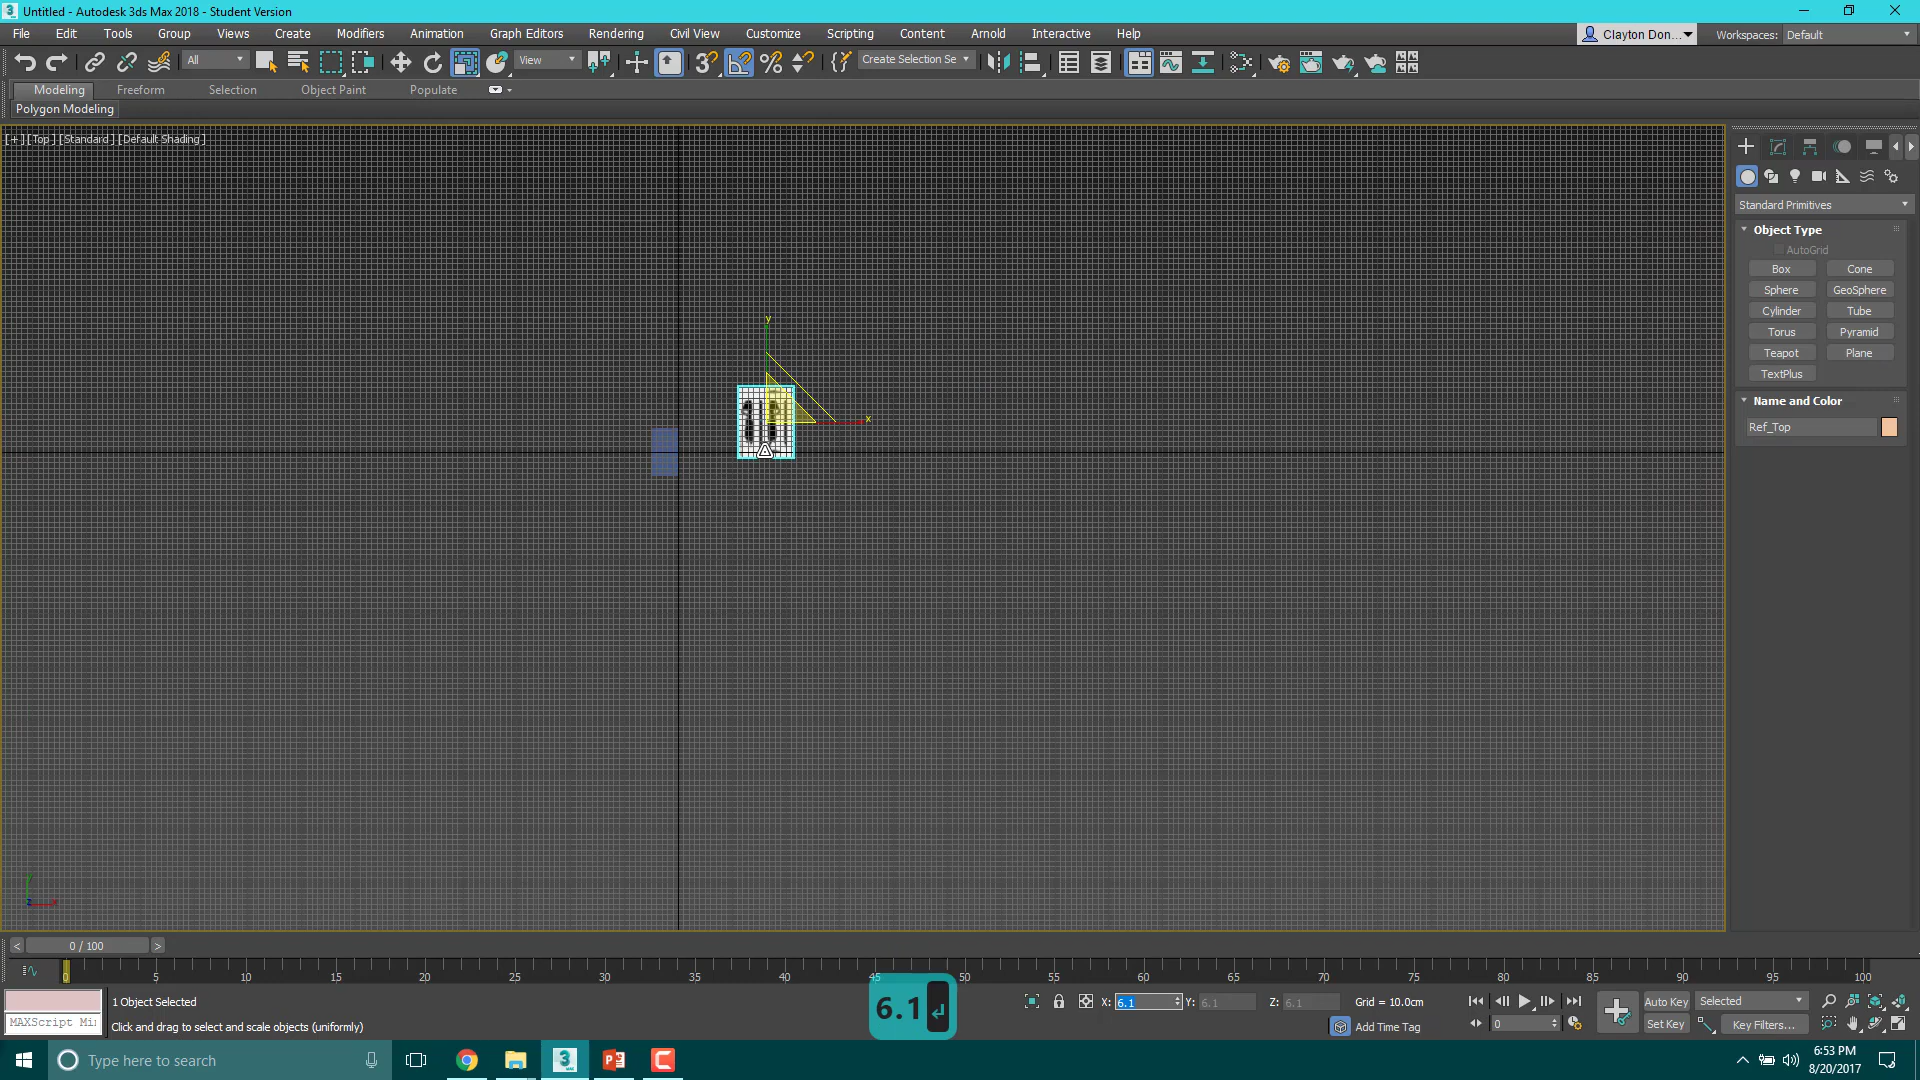 Untitled - Autodesk 3ds Max 2018 - Student Version
File Edit Tools Group Views Create Modifiers Animation Graph Editors Rendering Civil View Customize Scripting Content Arnold Interactive Help
Clayton Don... Workspaces: Default
All View Create Selection Se
Modeling Freeform Selection Object Paint Populate
Polygon Modeling
[+] [Top] [Standard] [Default Shading]
Standard Primitives
Object Type
AutoGrid
Box Cone
Sphere GeoSphere
Cylinder Tube
Torus Pyramid
Teapot Plane
TextPlus
Name and Color
Ref_Top
y
x
y
z x
< 0 / 100 >
0 5 10 15 20 25 30 35 40 45 50 55 60 65 70 75 80 85 90 95 100
1 Object Selected
MAXScript Mi
Click and drag to select and scale objects (uniformly)
6.1
X: 6.1 Y: 6.1 Z: 6.1 Grid = 10.0cm
Add Time Tag
0
Auto Key Selected
Set Key Key Filters...
Type here to search
6:53 PM
8/20/2017